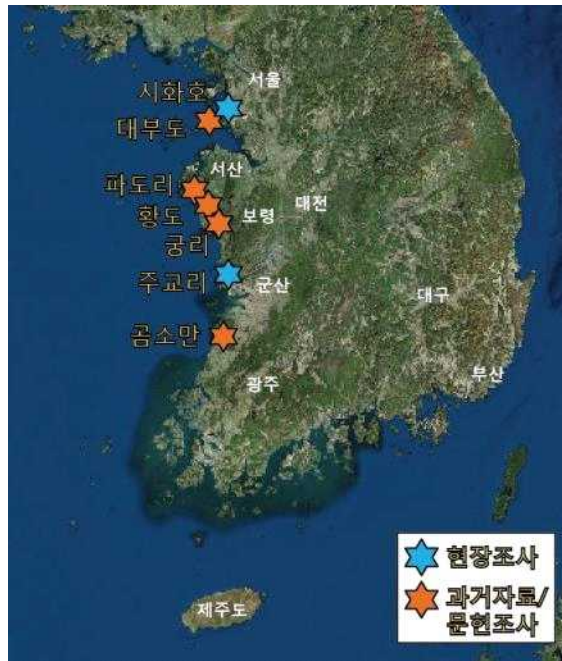 서울
시화호
대부도
서산
파도리
대전
황도
보령
궁리
주교리
군산
대구
곰소만
부산
광주
현장조사
과거자료/
문헌조사
제주도